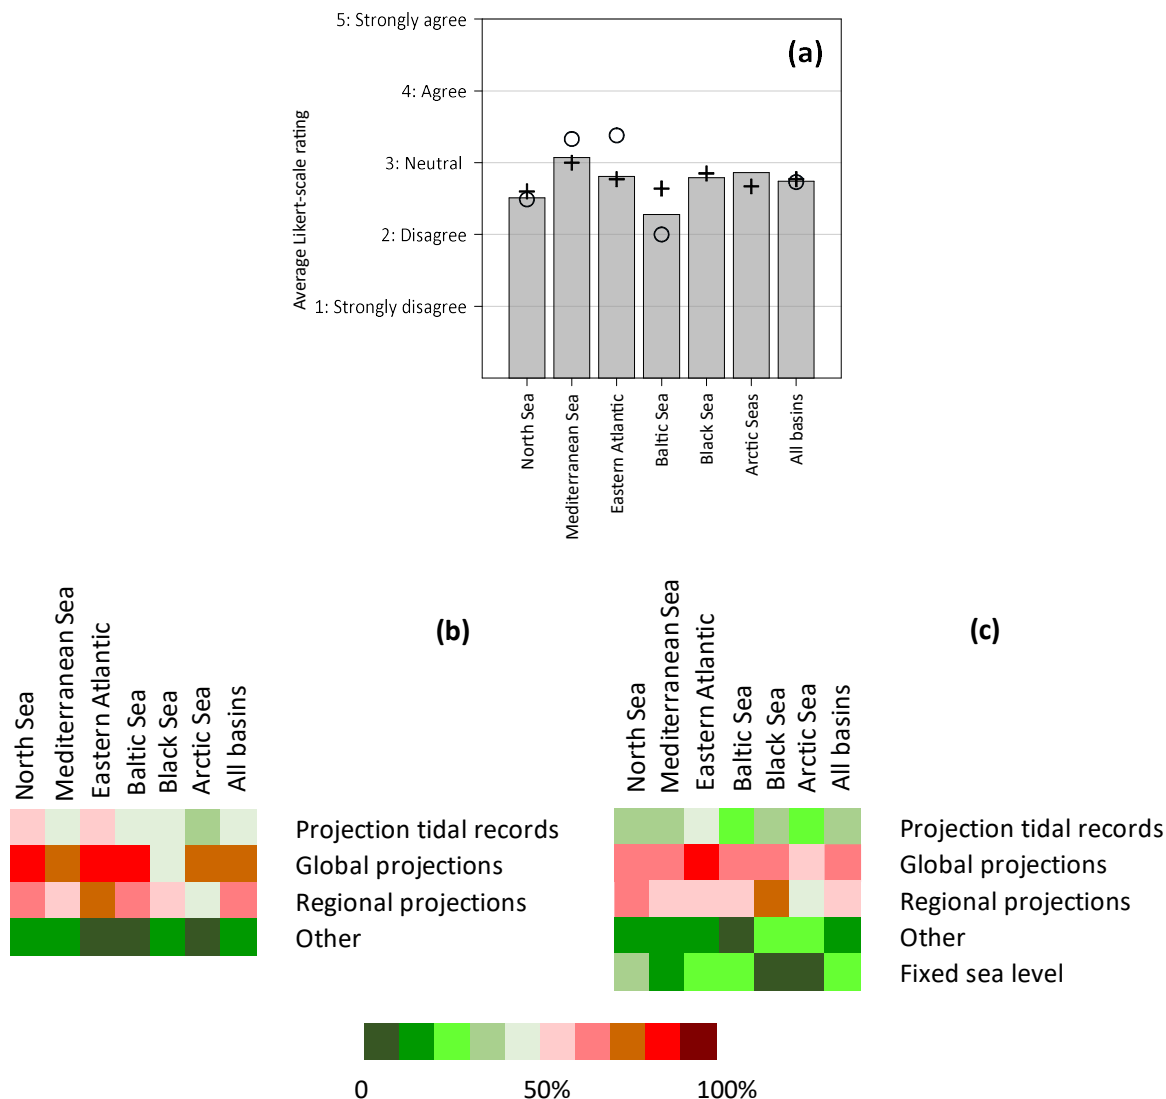 5: Strongly agree
(a)
4: Agree
3: Neutral
2: Disagree
1: Strongly disagree
Average Likert-scale rating
North Sea
Mediterranean Sea
Eastern Atlantic
Baltic Sea
Black Sea
Arctic Seas
All basins
(b)
North Sea
Mediterranean Sea
Eastern Atlantic
Baltic Sea
Black Sea
Arctic Sea
All basins
Projection tidal records
Global projections
Regional projections
Other
(c)
North Sea
Mediterranean Sea
Eastern Atlantic
Baltic Sea
Black Sea
Arctic Sea
All basins
Projection tidal records
Global projections
Regional projections
Other
Fixed sea level
0 50% 100%